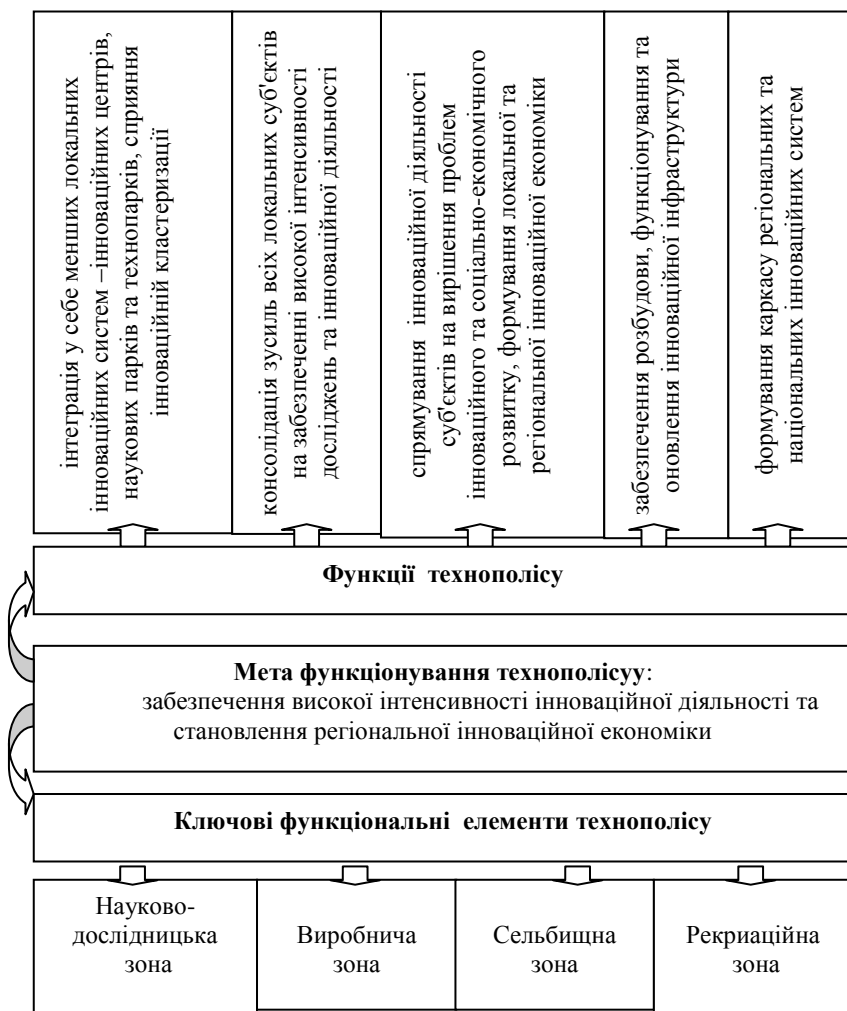 інтеграція у себе менших локальних
інноваційних систем –інноваційних центрів,
наукових парків та технопарків, сприяння
інноваційній кластеризації
консолідація зусиль всіх локальних суб'єктів
на забезпеченні високої інтенсивності
досліджень та інноваційної діяльності
спрямування інноваційної діяльності
суб'єктів на вирішення проблем
інноваційного та соціально-економічного
розвитку, формування локальної та
регіональної інноваційної економіки
забезпечення розбудови, функціонування та
оновлення інноваційної інфраструктури
формування каркасу регіональних та
національних інноваційних систем
Функції технополісу
Мета функціонування технополісуу:
забезпечення високої інтенсивності інноваційної діяльності та
становлення регіональної інноваційної економіки
Ключові функціональні елементи технополісу
Науково-
дослідницька
зона
Виробнича
зона
Сельбищна
зона
Рекриаційна
зона